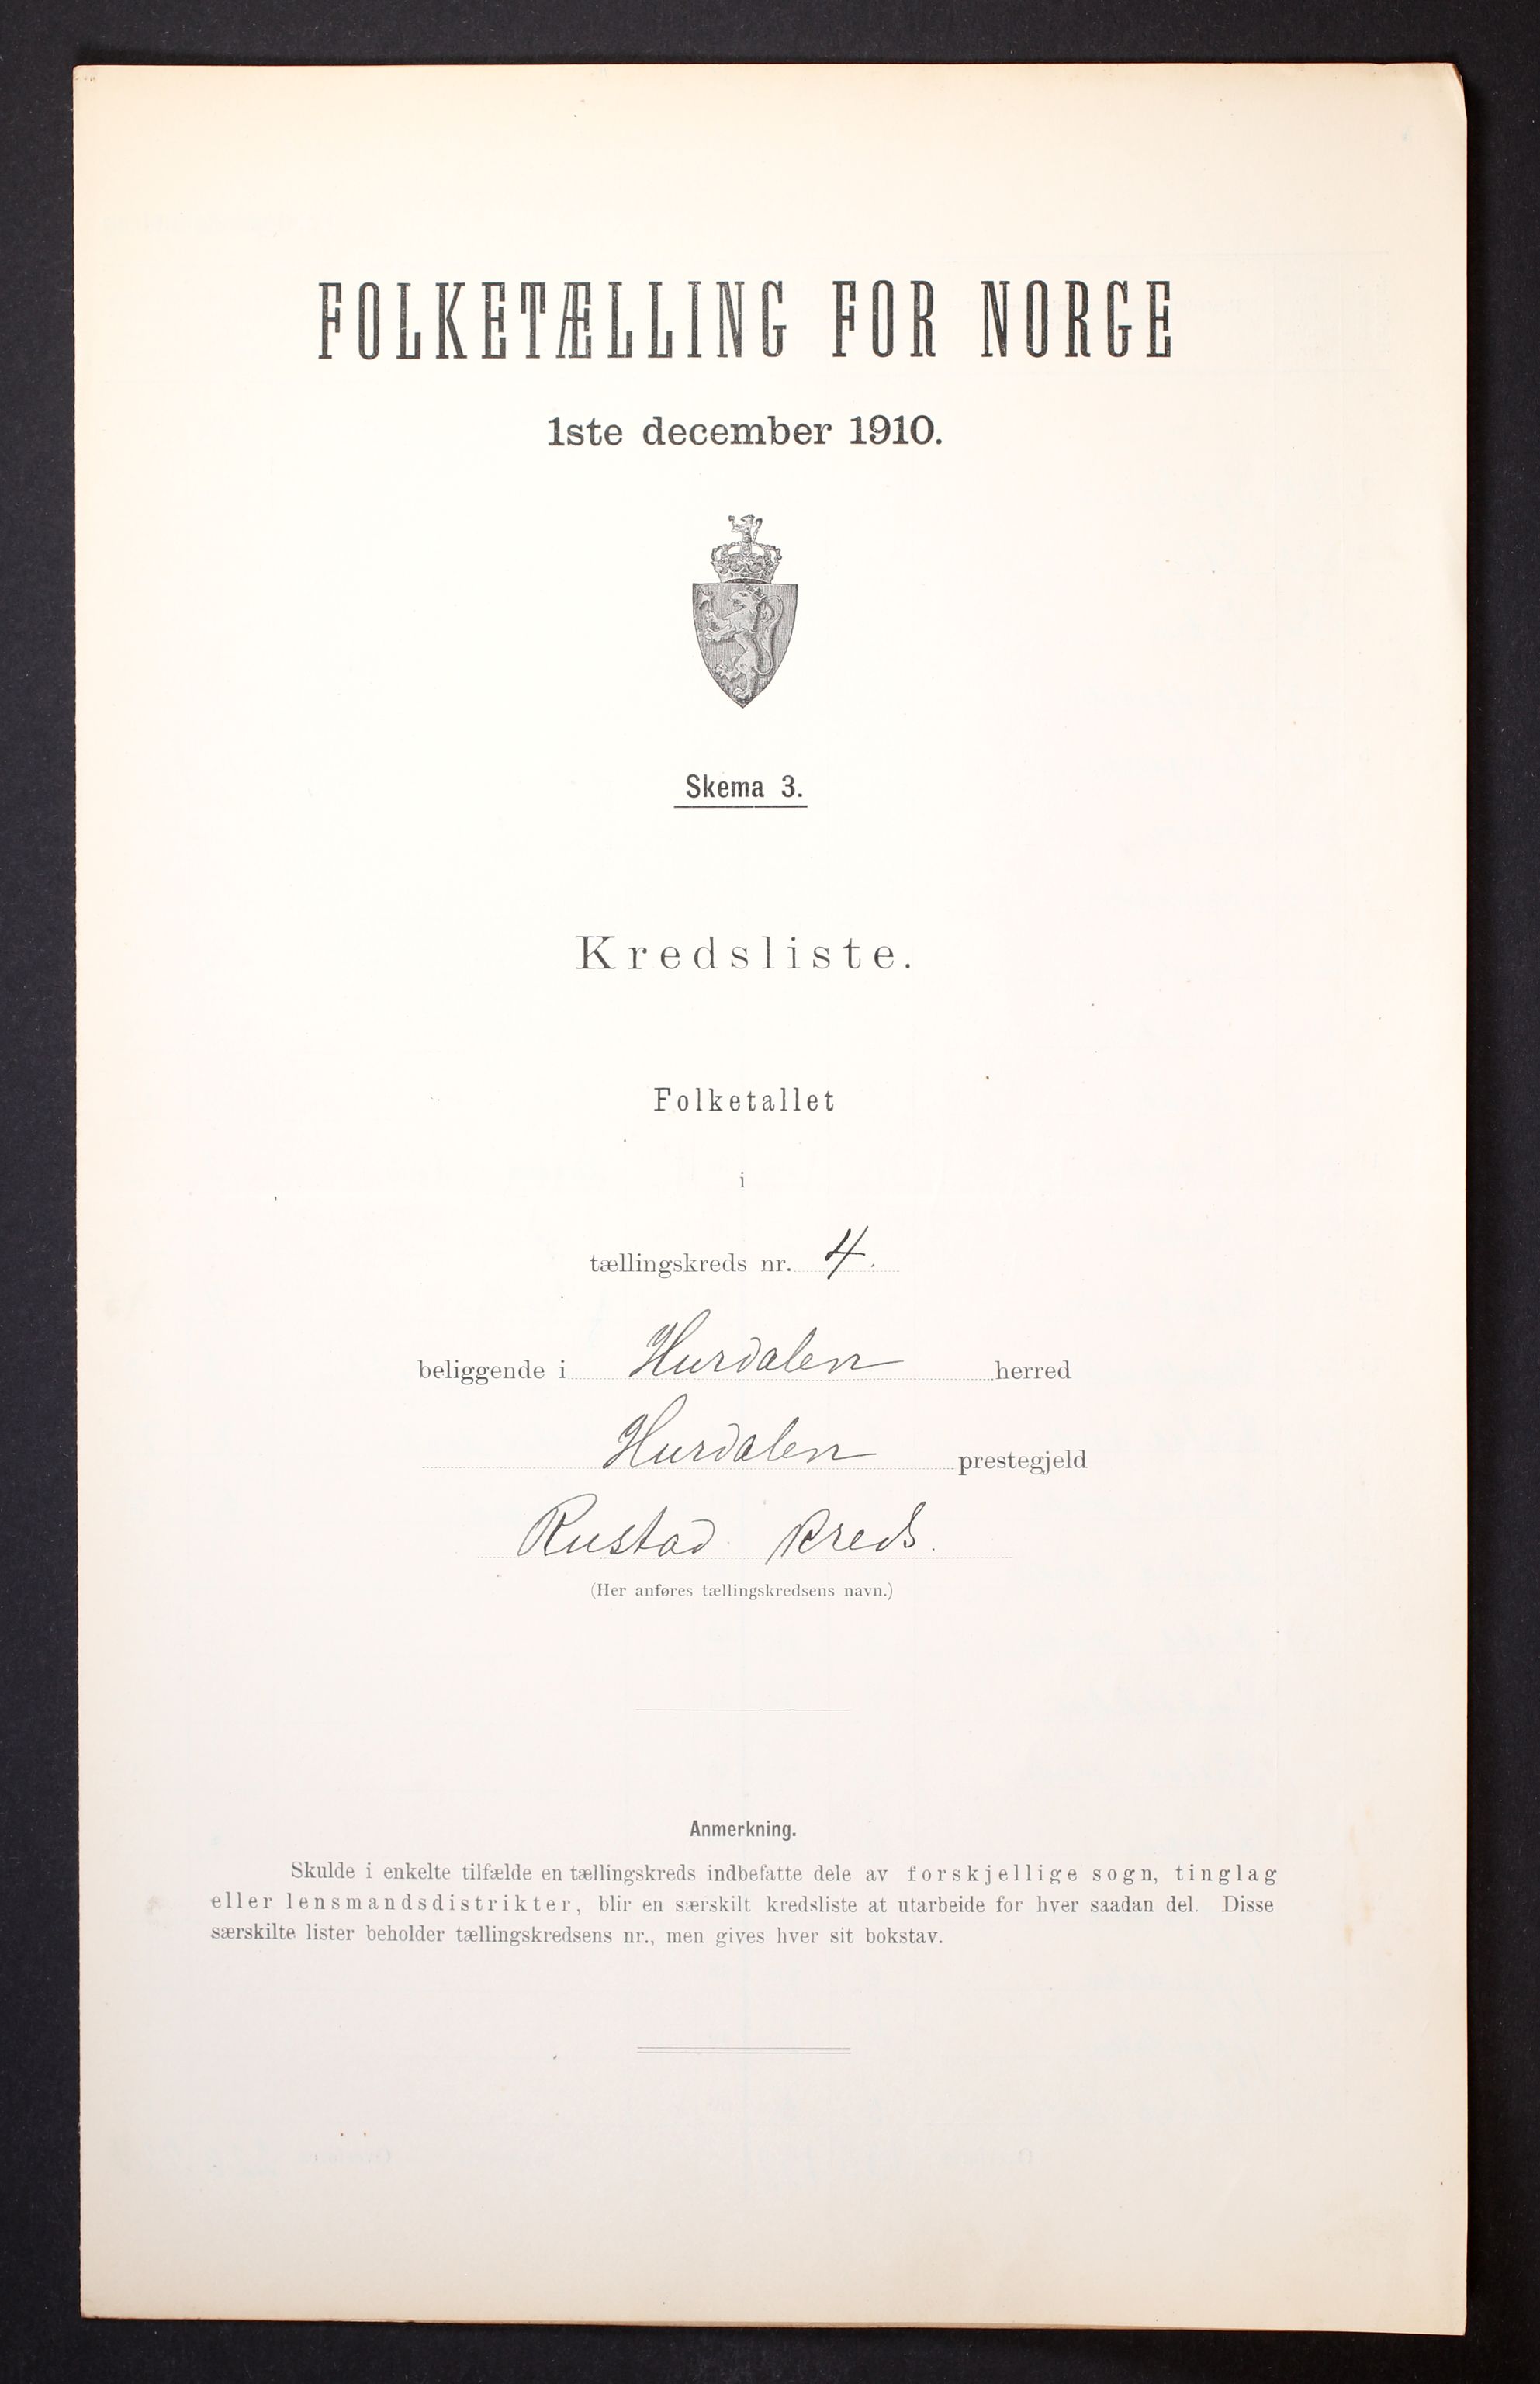 FOLKETÆLLING FOR NORGE
1ste december 1910.
Skema 3.
Kredsliste.
Folketallet
i
tællingskreds nr. 4.
beliggende i Hurdalen herred
Hurdalen prestegjeld
Rustad Kreds.
(Her anføres tællingskredsens navn.)
Anmerkning.
Skulde i enkelte tilfælde en tællingskreds indbefatte dele av forskjellige sogn, tinglag
eller lensmandsdistrikter, blir en særskilt kredsliste at utarbeide for hver saadan del. Disse
særskilte lister beholder tællingskredsens nr., men gives hver sit bokstav.